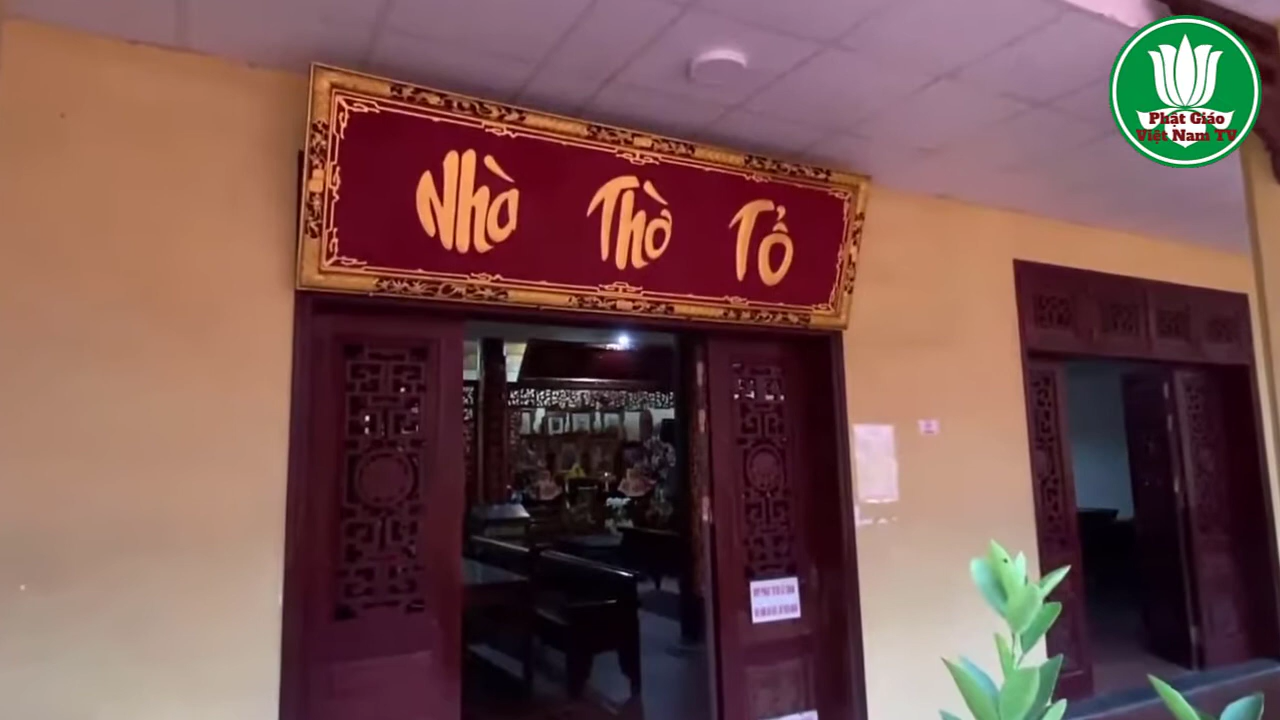 Nhà Thờ Tổ
Phật Giáo
Việt Nam TV